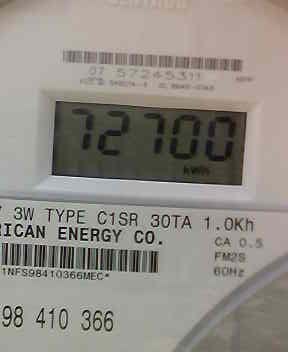 07 57245311
72700
kWh
3W TYPE C1SR 30TA 1.0Kh
RICAN ENERGY CO.
CA 0.5
FM2S
60Hz
1NFS98410366MEC*
98 410 366